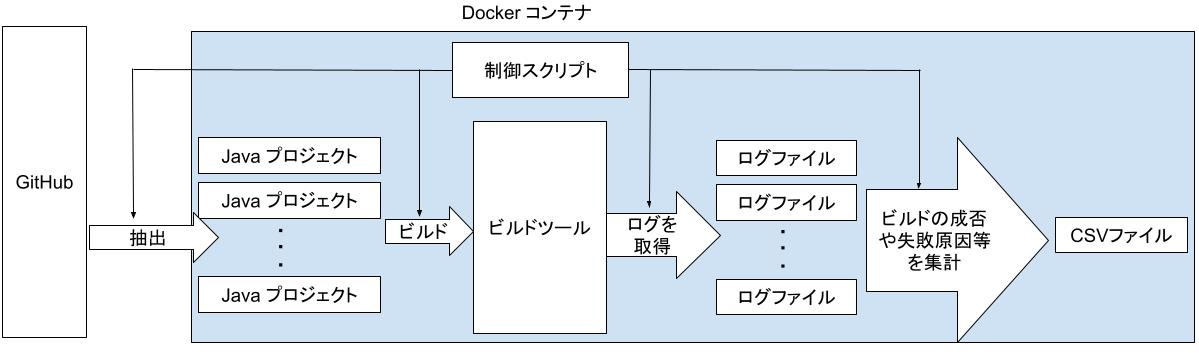 Docker コンテナ
制御スクリプト
GitHub
抽出
Java プロジェクト
Java プロジェクト
Java プロジェクト
ビルド
ビルドツール
ログを
取得
ログファイル
ログファイル
ログファイル
ビルドの成否
や失敗原因等
を集計
CSVファイル